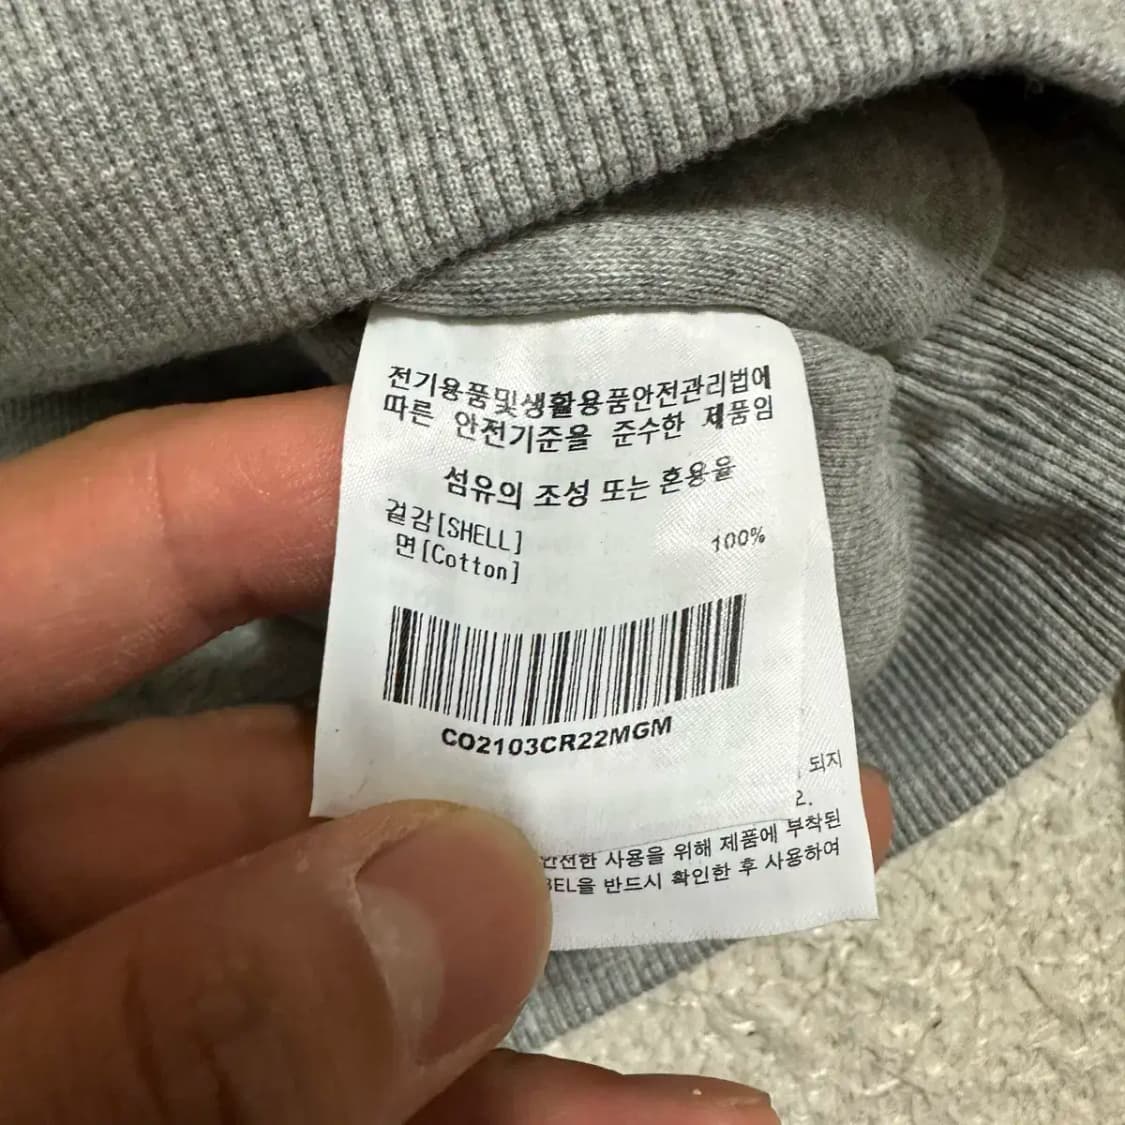 전기용품및생활용품안전관리법에
따른 안전기준을 준수한 제품임
섬유의 조성 또는 혼용율
겉감[SHELL]
면[Cotton] 100%
CO2103CR22MGM
되지
2.
안전한 사용을 위해 제품에 부착된
BEL을 반드시 확인한 후 사용하여